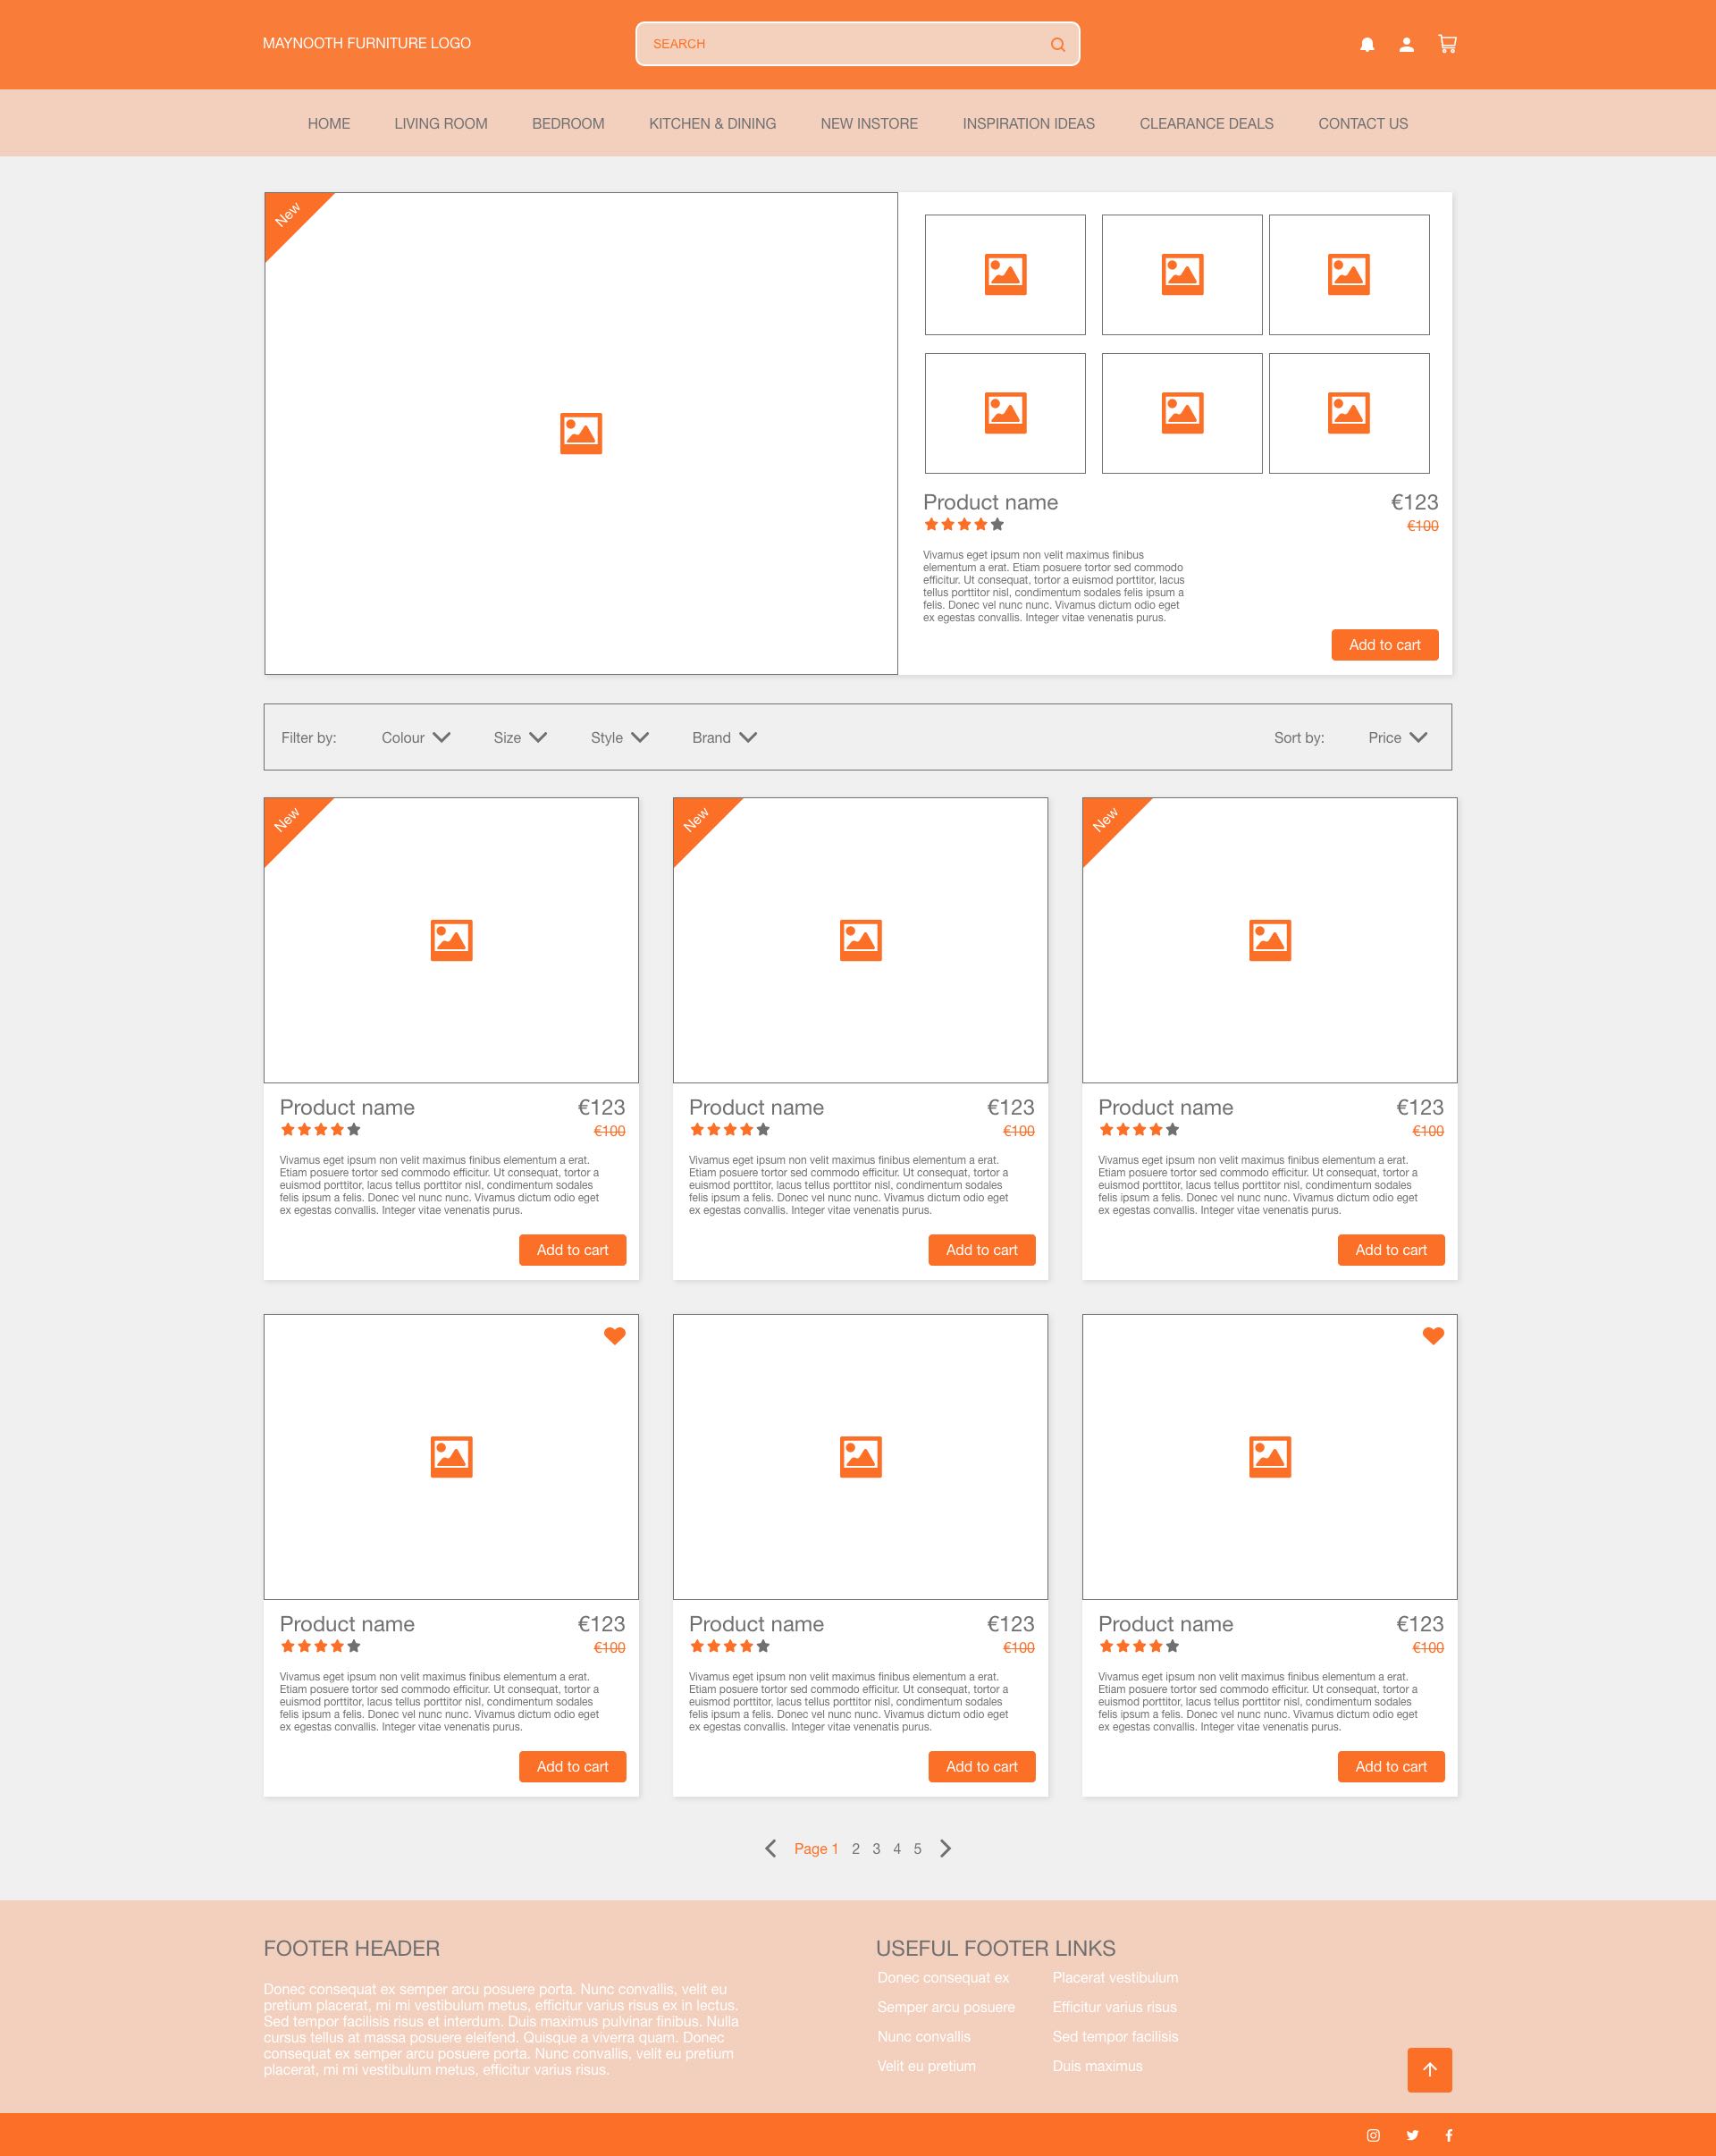 MAYNOOTH FURNITURE LOGO
SEARCH
HOME LIVING ROOM BEDROOM KITCHEN & DINING NEW INSTORE INSPIRATION IDEAS CLEARANCE DEALS CONTACT US
New
Product name €123
€100
Vivamus eget ipsum non velit maximus finibus
elementum a erat. Etiam posuere tortor sed commodo
efficitur. Ut consequat, tortor a euismod porttitor, lacus
tellus porttitor nisl, condimentum sodales felis ipsum a
felis. Donec vel nunc nunc. Vivamus dictum odio eget
ex egestas convallis. Integer vitae venenatis purus.
Add to cart
Filter by: Colour Size Style Brand Sort by: Price
New
Product name €123
€100
Vivamus eget ipsum non velit maximus finibus elementum a erat.
Etiam posuere tortor sed commodo efficitur. Ut consequat, tortor a
euismod porttitor, lacus tellus porttitor nisl, condimentum sodales
felis ipsum a felis. Donec vel nunc nunc. Vivamus dictum odio eget
ex egestas convallis. Integer vitae venenatis purus.
Add to cart
New
Product name €123
€100
Vivamus eget ipsum non velit maximus finibus elementum a erat.
Etiam posuere tortor sed commodo efficitur. Ut consequat, tortor a
euismod porttitor, lacus tellus porttitor nisl, condimentum sodales
felis ipsum a felis. Donec vel nunc nunc. Vivamus dictum odio eget
ex egestas convallis. Integer vitae venenatis purus.
Add to cart
New
Product name €123
€100
Vivamus eget ipsum non velit maximus finibus elementum a erat.
Etiam posuere tortor sed commodo efficitur. Ut consequat, tortor a
euismod porttitor, lacus tellus porttitor nisl, condimentum sodales
felis ipsum a felis. Donec vel nunc nunc. Vivamus dictum odio eget
ex egestas convallis. Integer vitae venenatis purus.
Add to cart
Product name €123
€100
Vivamus eget ipsum non velit maximus finibus elementum a erat.
Etiam posuere tortor sed commodo efficitur. Ut consequat, tortor a
euismod porttitor, lacus tellus porttitor nisl, condimentum sodales
felis ipsum a felis. Donec vel nunc nunc. Vivamus dictum odio eget
ex egestas convallis. Integer vitae venenatis purus.
Add to cart
Product name €123
€100
Vivamus eget ipsum non velit maximus finibus elementum a erat.
Etiam posuere tortor sed commodo efficitur. Ut consequat, tortor a
euismod porttitor, lacus tellus porttitor nisl, condimentum sodales
felis ipsum a felis. Donec vel nunc nunc. Vivamus dictum odio eget
ex egestas convallis. Integer vitae venenatis purus.
Add to cart
Product name €123
€100
Vivamus eget ipsum non velit maximus finibus elementum a erat.
Etiam posuere tortor sed commodo efficitur. Ut consequat, tortor a
euismod porttitor, lacus tellus porttitor nisl, condimentum sodales
felis ipsum a felis. Donec vel nunc nunc. Vivamus dictum odio eget
ex egestas convallis. Integer vitae venenatis purus.
Add to cart
Page 1 2 3 4 5
FOOTER HEADER
Donec consequat ex semper arcu posuere porta. Nunc convallis, velit eu
pretium placerat, mi mi vestibulum metus, efficitur varius risus ex in lectus.
Sed tempor facilisis risus et interdum. Duis maximus pulvinar finibus. Nulla
cursus tellus at massa posuere eleifend. Quisque a viverra quam. Donec
consequat ex semper arcu posuere porta. Nunc convallis, velit eu pretium
placerat, mi mi vestibulum metus, efficitur varius risus.
USEFUL FOOTER LINKS
Donec consequat ex Placerat vestibulum
Semper arcu posuere Efficitur varius risus
Nunc convallis Sed tempor facilisis
Velit eu pretium Duis maximus